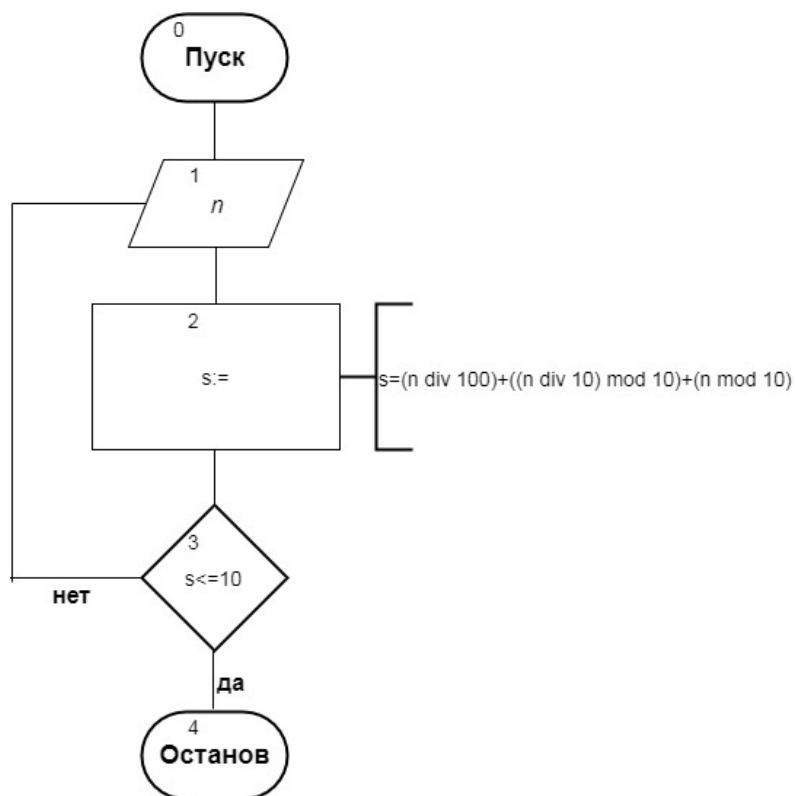 0
Пуск
1
n
2
s:=
s=(n div 100)+((n div 10) mod 10)+(n mod 10)
3
s<=10
нет
да
4
Останов